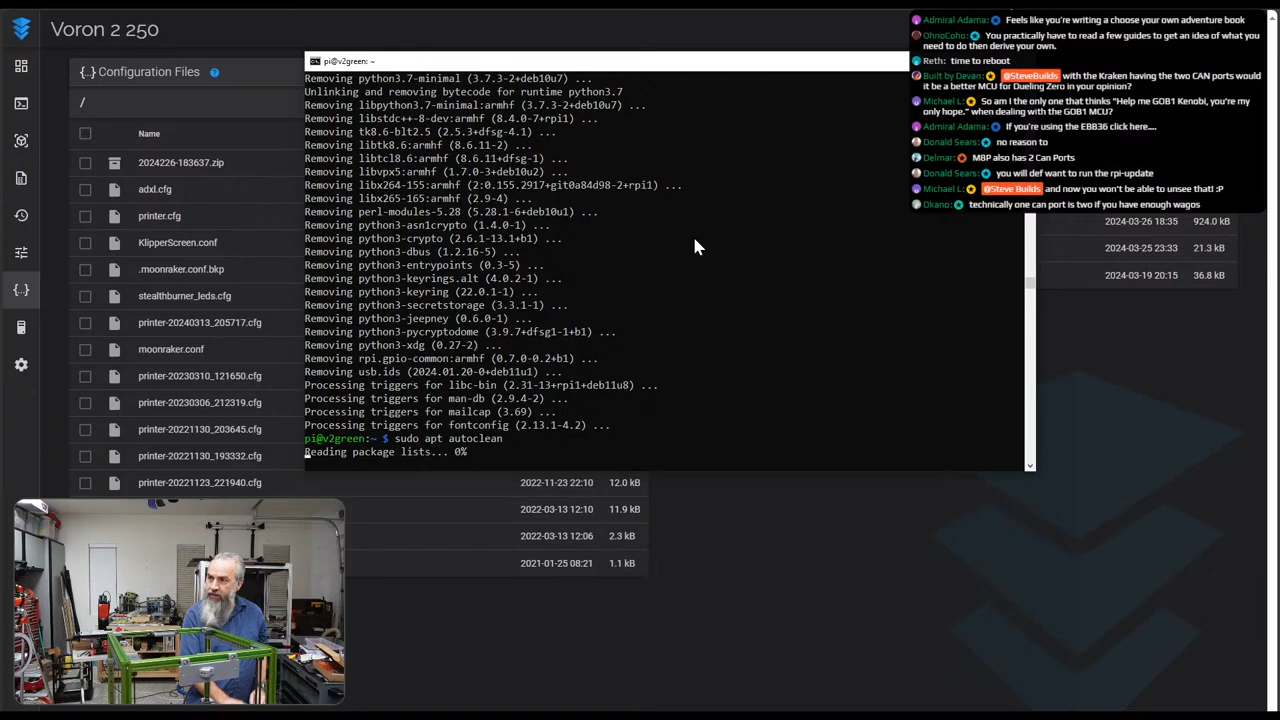 Voron 2 250
{..} Configuration Files ?
/
Name
2024226-183637.zip
adxl.cfg
printer.cfg
2024-03-26 18:35 924.0 kB
KlipperScreen.conf
2024-03-25 23:33 21.3 kB
.moonraker.conf.bkp
2024-03-19 20:15 36.8 kB
stealthburner_leds.cfg
printer-20240313_205717.cfg
moonraker.conf
printer-20230310_121650.cfg
printer-20230306_212319.cfg
printer-20221130_203645.cfg
printer-20221130_193332.cfg
printer-20221123_221940.cfg
2022-11-23 22:10 12.0 kB
2022-03-13 12:10 11.9 kB
2022-03-13 12:06 2.3 kB
2021-01-25 08:21 1.1 kB
pi@v2green: ~
Removing python3.7-minimal (3.7.3-2+deb10u7) ...
Unlinking and removing bytecode for runtime python3.7
Removing libpython3.7-minimal:armhf (3.7.3-2+deb10u7) ...
Removing libstdc++-8-dev:armhf (8.4.0-7+rpi1) ...
Removing tk8.6-blt2.5 (2.5.3+dfsg-4.1) ...
Removing libtk8.6:armhf (8.6.11-2) ...
Removing libtcl8.6:armhf (8.6.11+dfsg-1) ...
Removing libvpx5:armhf (1.7.0-3+deb10u2) ...
Removing libx264-155:armhf (2:0.155.2917+git0a84d98-2+rpi1) ...
Removing libx265-165:armhf (2.9-4) ...
Removing perl-modules-5.28 (5.28.1-6+deb10u1) ...
Removing python-asn1crypto (1.4.0-1) ...
Removing python-crypto (2.6.1-13.1+b1) ...
Removing python-dbus (1.2.16-5) ...
Removing python-entrypoints (0.3-5) ...
Removing python3-keyrings.alt (4.0.2-1) ...
Removing python3-keyring (22.0.1-1) ...
Removing python3-secretstorage (3.3.1-1) ...
Removing python3-jeepney (0.6.0-1) ...
Removing python3-pycryptodome (3.9.7+dfsg1-1+b1) ...
Removing python3-xdg (0.27-2) ...
Removing rpi.gpio-common:armhf (0.7.0-0.2+b1) ...
Removing usb.ids (2024.01.20-0+deb11u1) ...
Processing triggers for libc-bin (2.31-13+rpi1+deb11u8) ...
Processing triggers for man-db (2.9.4-2) ...
Processing triggers for mailcap (3.69) ...
Processing triggers for fontconfig (2.13.1-4.2) ...
pi@v2green:~ $ sudo apt autoclean
Reading package lists... 0%
Admiral Adama: Feels like you're writing a choose your own adventure book
OhnoCoho: You practically have to read a few guides to get an idea of what you
need to do then derive your own.
Reth: time to reboot
Built by Devan: @SteveBuilds with the Kraken having the two CAN ports would
it be a better MCU for Dueling Zero in your opinion?
Michael L: So am I the only one that thinks "Help me GOB1 Kenobi, you're my
only hope." when dealing with the GOB1 MCU?
Admiral Adama: If you're using the EBB36 click here....
Donald Sears: no reason to
Delmar: M8P also has 2 Can Ports
Donald Sears: you will def want to run the rpi-update
Michael L: @Steve Builds and now you won't be able to unsee that! :P
Okano: technically one can port is two if you have enough wagos